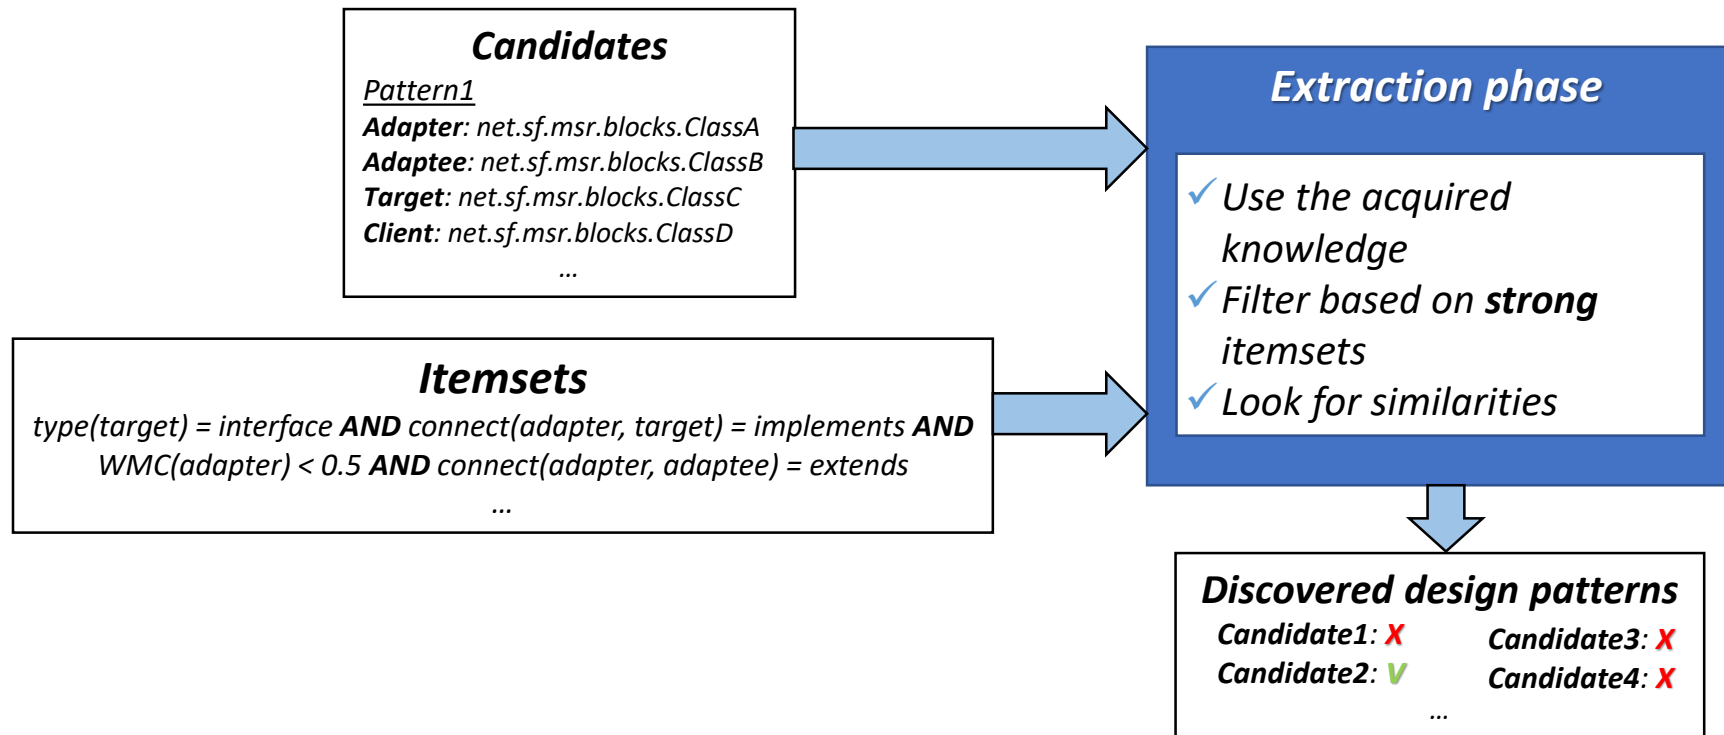 Candidates
Pattern1
Adapter: net.sf.msr.blocks.ClassA
Adaptee: net.sf.msr.blocks.ClassB
Target: net.sf.msr.blocks.ClassC
Client: net.sf.msr.blocks.ClassD
...
Itemsets
type(target) = interface AND connect(adapter, target) = implements AND
WMC(adapter) < 0.5 AND connect(adapter, adaptee) = extends
...
Extraction phase
✓ Use the acquired
knowledge
✓ Filter based on strong
itemsets
✓ Look for similarities
Discovered design patterns
Candidate1: X
Candidate2: V
Candidate3: X
Candidate4: X
...